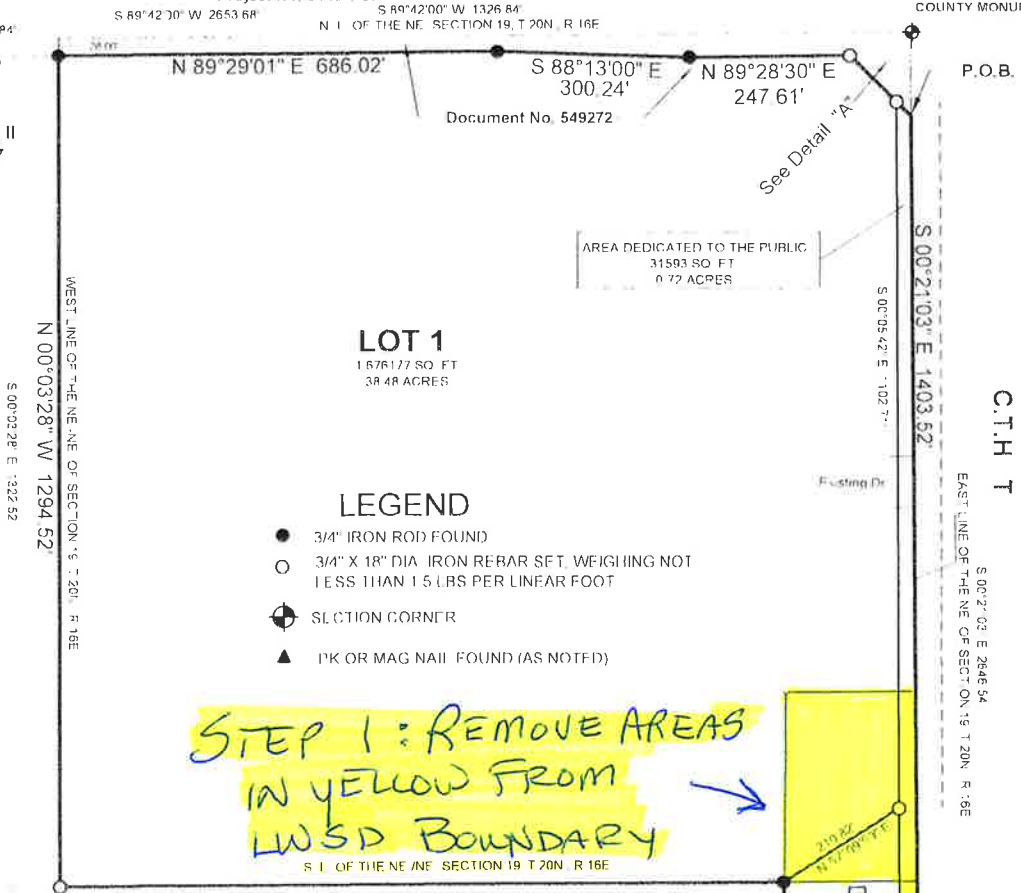 S 89°42'00" W 2653.68'
S 89°42'00" W 1326.84'
N L OF THE NE SECTION 19, T 20N, R 16E
N 89°29'01" E 686.02'
S 88°13'00" E
300.24'
N 89°28'30" E
247.61'
Document No. 549272
P.O.B.
See Detail "A"
AREA DEDICATED TO THE PUBLIC
31593 SQ FT
0.72 ACRES
S 00°21'03" E 1403.52'
S 00°05'42" E
C.T.H T
EAST LINE OF THE NE OF SECTION 19 T 20N R 16E
S 00°21'03" E 2646.54
Existing Dr
LOT 1
1676177 SQ FT
38.48 ACRES
WEST LINE OF THE NE-NE OF SECTION 19 T 20N R 16E
N 00°03'28" W 1294.52'
S 00°03'28" E 1322.52
LEGEND
3/4" IRON ROD FOUND
3/4" X 18" DIA IRON REBAR SET, WEIGHING NOT
LESS THAN 1.5 LBS PER LINEAR FOOT
SECTION CORNER
PK OR MAG NAIL FOUND (AS NOTED)
STEP 1: REMOVE AREAS
IN YELLOW FROM
LWSD BOUNDARY
S L OF THE NE/NE SECTION 19 T 20N, R 16E
219.82'